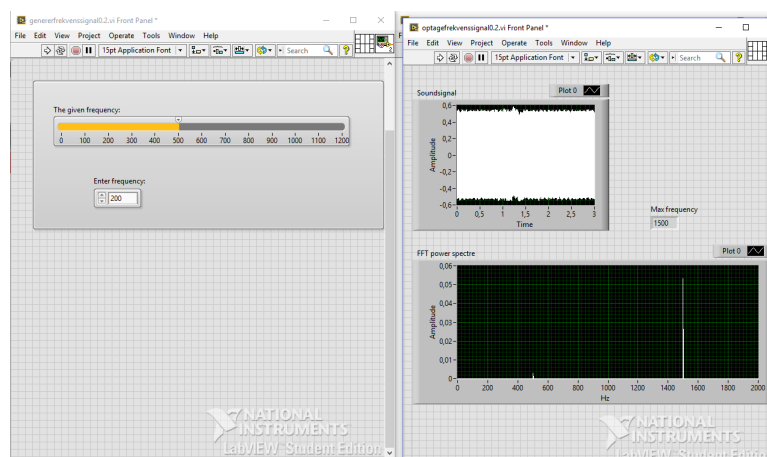 genererfrekvenssignal0.2.vi Front Panel *
File Edit View Project Operate Tools Window Help
15pt Application Font
Search
2
The given frequency:
0 100 200 300 400 500 600 700 800 900 1000 1100 1200
Enter frequency:
200
NATIONAL
INSTRUMENTS
LabVIEW Student Edition
optagefrekvenssignal0.2.vi Front Panel *
File Edit View Project Operate Tools Window Help
15pt Application Font
Search
Soundsignal
Plot 0
0,6
0,4
0,2
0
-0,2
-0,4
-0,6
Amplitude
0 0,5 1 1,5 2 2,5 3
Time
Max frequency
1500
FFT power spectre
Plot 0
0,06
0,05
0,04
0,03
0,02
0,01
0
Amplitude
0 200 400 600 800 1000 1200 1400 1600 1800 2000
Hz
NATIONAL
INSTRUMENTS
LabVIEW Student Edition